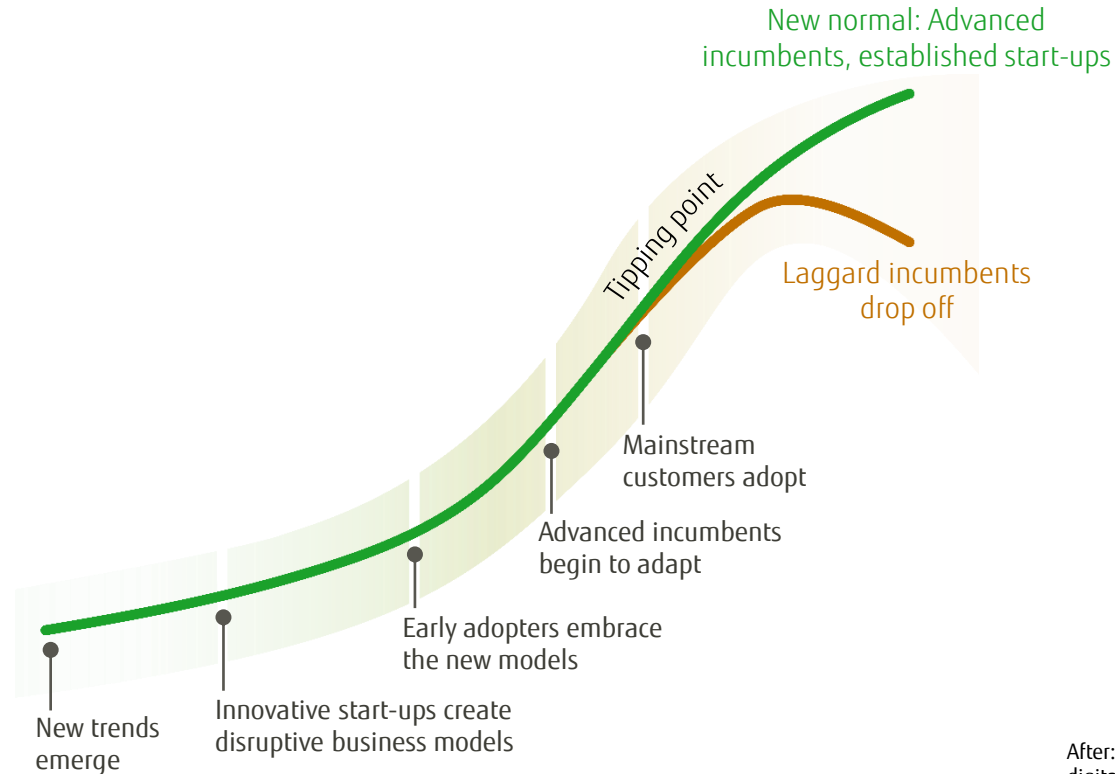 New normal: Advanced
incumbents, established start-ups
Tipping point
Laggard incumbents
drop off
Mainstream
customers adopt
Advanced incumbents
begin to adapt
Early adopters embrace
the new models
Innovative start-ups create
disruptive business models
New trends
emerge
After: